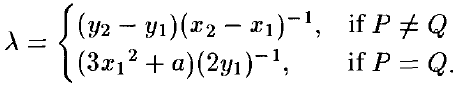 λ = { (y₂ − y₁)(x₂ − x₁)⁻¹, if P ≠ Q
(3x₁² + a)(2y₁)⁻¹, if P = Q.